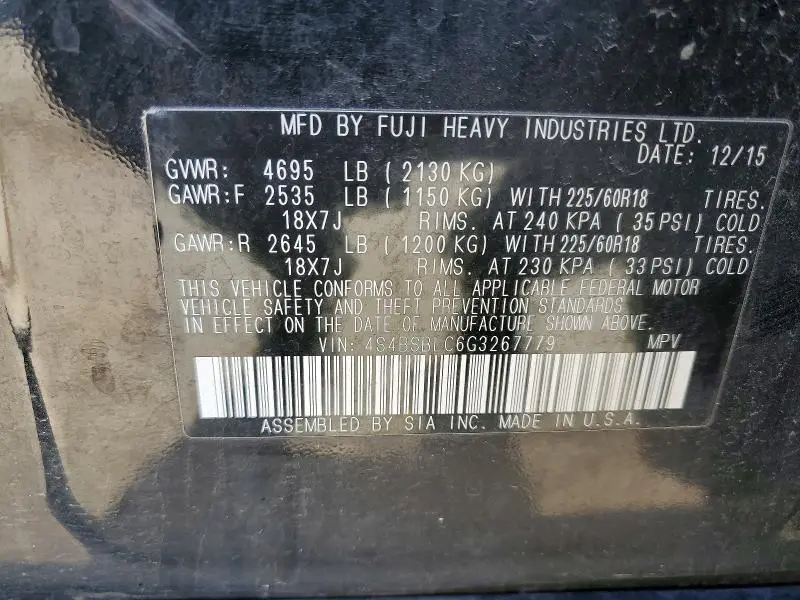 MFD BY FUJI HEAVY INDUSTRIES LTD.
DATE: 12/15
GVWR: 4695 LB ( 2130 KG)
GAWR:F 2535 LB ( 1150 KG) WITH 225/60R18 TIRES.
18X7J RIMS. AT 240 KPA ( 35 PSI) COLD
GAWR:R 2645 LB ( 1200 KG) WITH 225/60R18 TIRES.
18X7J RIMS. AT 230 KPA ( 33 PSI) COLD
THIS VEHICLE CONFORMS TO ALL APPLICABLE FEDERAL MOTOR
VEHICLE SAFETY AND THEFT PREVENTION STANDARDS
IN EFFECT ON THE DATE OF MANUFACTURE SHOWN ABOVE.
VIN: 4S4BSBLC6G3267779 MPV
ASSEMBLED BY SIA INC. MADE IN U.S.A.